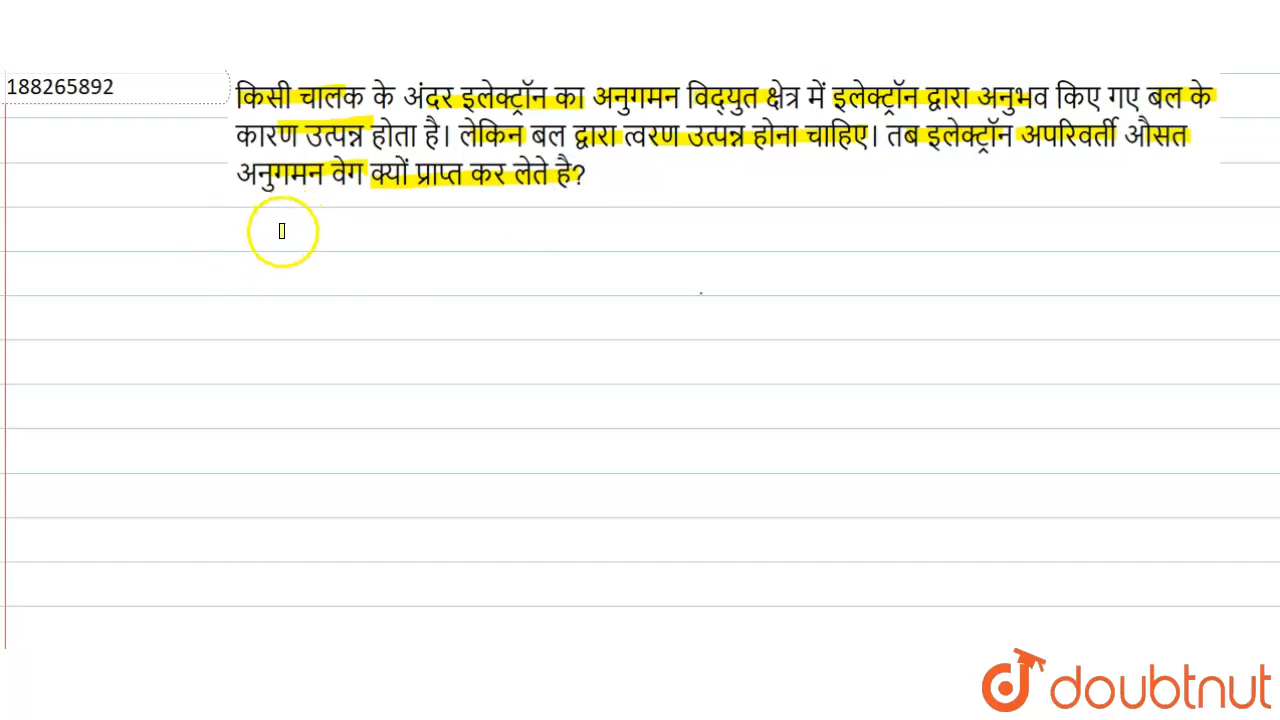 188265892
किसी चालक के अंदर इलेक्ट्रॉन का अनुगमन विद्युत क्षेत्र में इलेक्ट्रॉन द्वारा अनुभव किए गए बल के
कारण उत्पन्न होता है। लेकिन बल द्वारा त्वरण उत्पन्न होना चाहिए। तब इलेक्ट्रॉन अपरिवर्ती औसत
अनुगमन वेग क्यों प्राप्त कर लेते है?
doubtnut